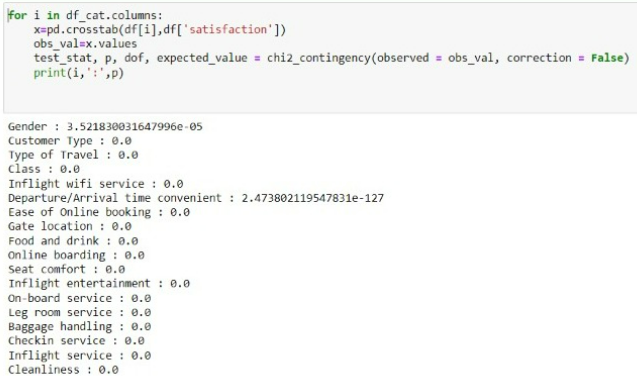 for i in df_cat.columns:
    x=pd.crosstab(df[i],df['satisfaction'])
    obs_val=x.values
    test_stat, p, dof, expected_value = chi2_contingency(observed = obs_val, correction = False)
    print(i,':',p)
Gender : 3.521830031647996e-05
Customer Type : 0.0
Type of Travel : 0.0
Class : 0.0
Inflight wifi service : 0.0
Departure/Arrival time convenient : 2.473802119547831e-127
Ease of Online booking : 0.0
Gate location : 0.0
Food and drink : 0.0
Online boarding : 0.0
Seat comfort : 0.0
Inflight entertainment : 0.0
On-board service : 0.0
Leg room service : 0.0
Baggage handling : 0.0
Checkin service : 0.0
Inflight service : 0.0
Cleanliness : 0.0